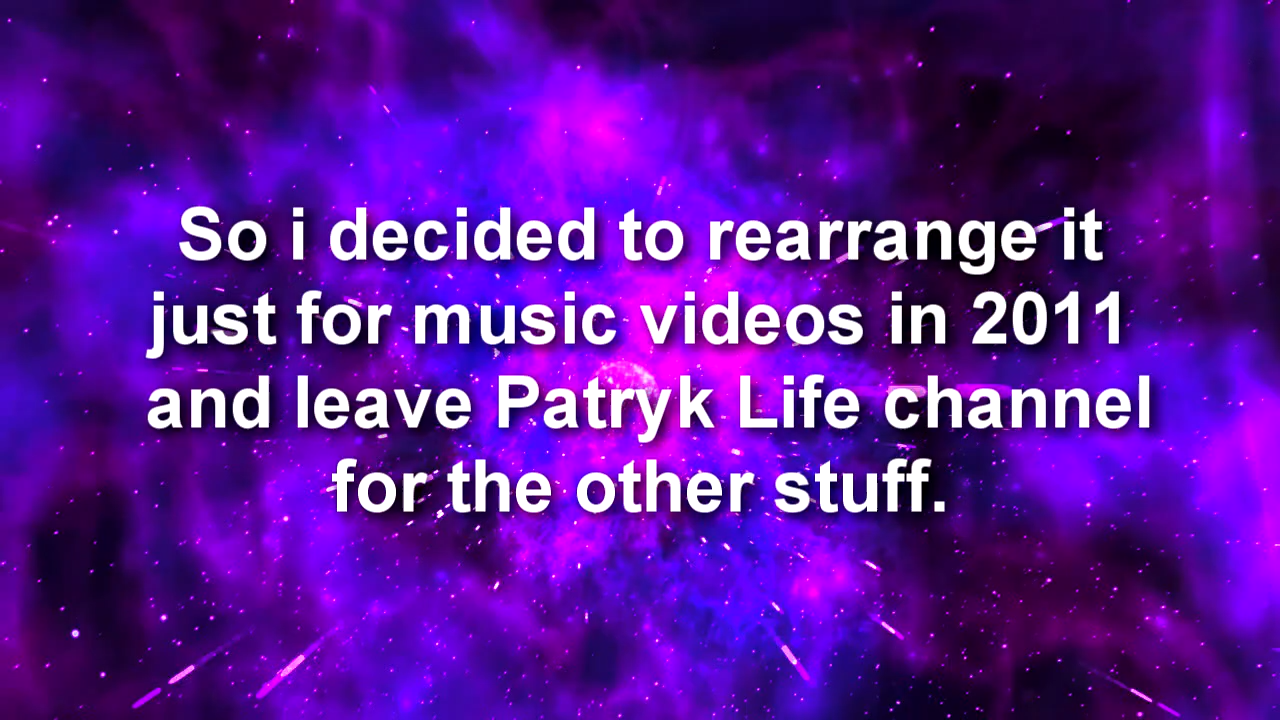 So i decided to rearrange it
just for music videos in 2011
and leave Patryk Life channel
for the other stuff.